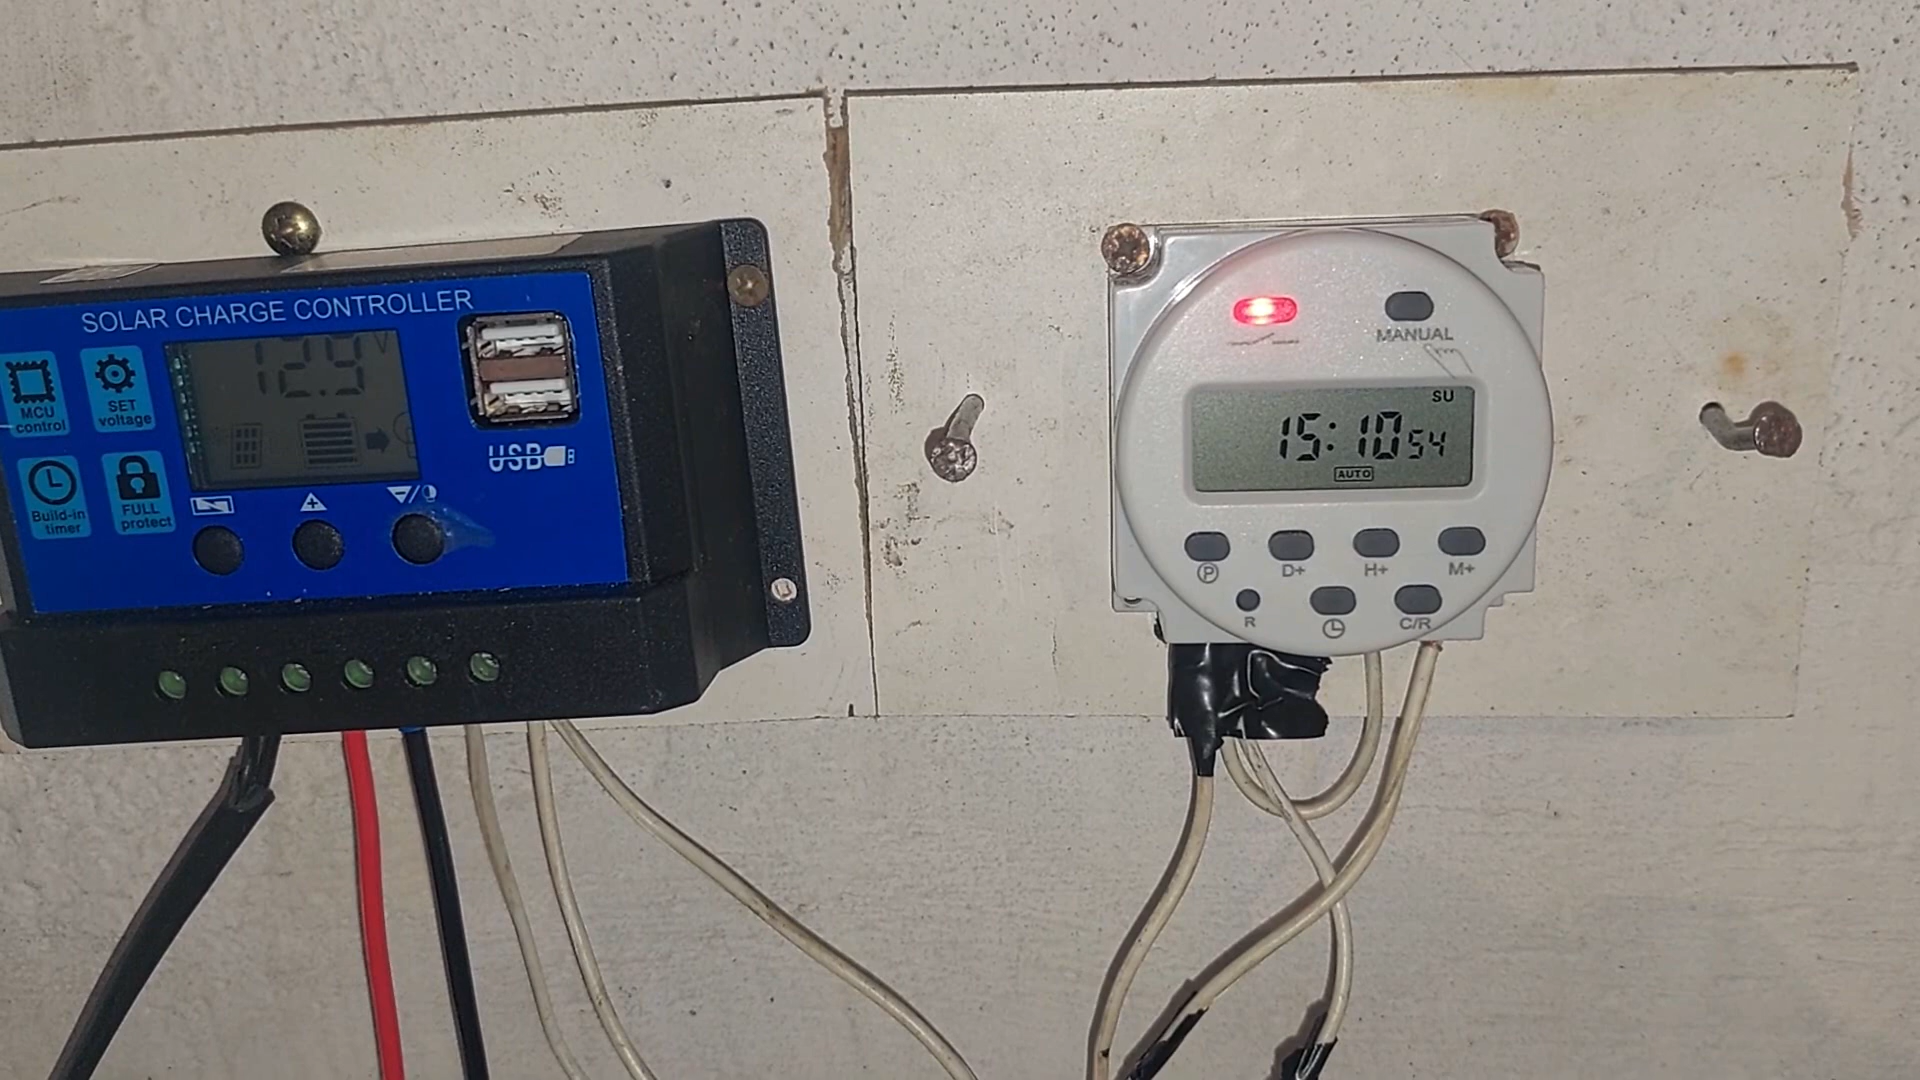 SOLAR CHARGE CONTROLLER
12.9 V
MCU
control
SET
voltage
Build-in
timer
FULL
protect
USB
MANUAL
SU
15:10 54
AUTO
P
D+
H+
M+
R
C/R